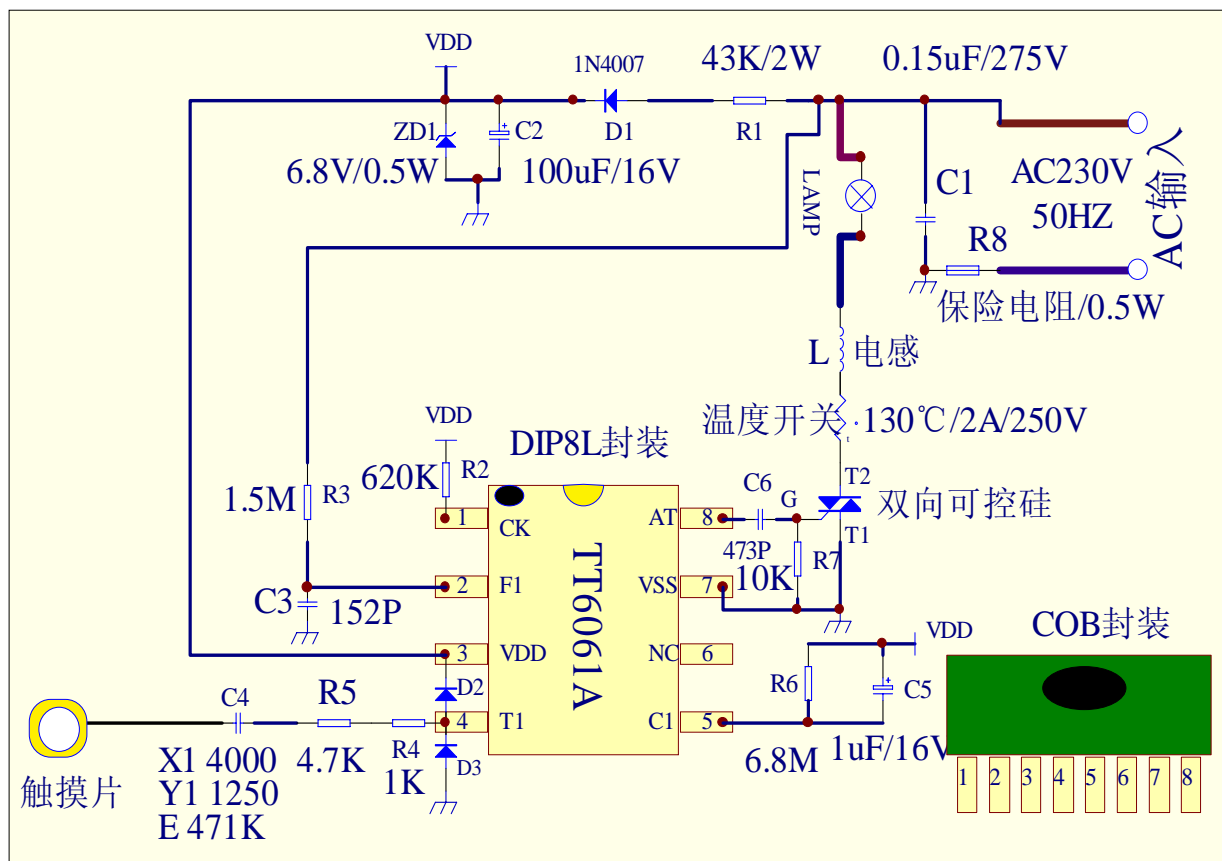 VDD
1N4007
43K/2W
0.15uF/275V
ZD1
C2
D1
R1
6.8V/0.5W
100uF/16V
LAMP
C1
AC230V
50HZ
AC输入
R8
保险电阻/0.5W
L 电感
温度开关
130℃/2A/250V
VDD
DIP8L封装
620K
R2
1.5M
R3
1
CK
AT
8
C6
G
T2
双向可控硅
T1
473P
R7
10K
2
F1
VSS
7
C3
152P
TT6061A
3
VDD
NC
6
VDD
COB封装
D2
R6
C5
C4
R5
4
T1
C1
5
R4
D3
触摸片
X1 4000
Y1 1250
E 471K
4.7K
1K
6.8M
1uF/16V
1 2 3 4 5 6 7 8